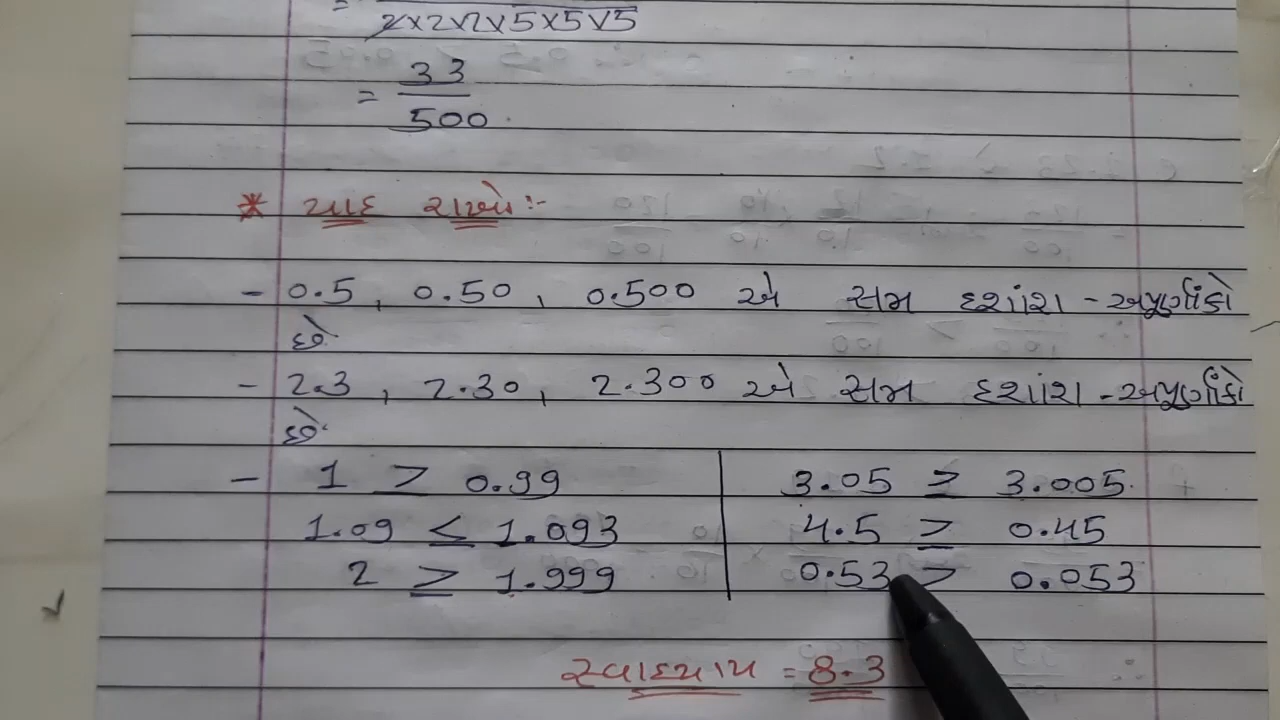 =
2×2×2×5×5×5
= 33
500
* યાદ રાખો:-
- 0.5, 0.50, 0.500 એ સમ દશાંશ-અપૂર્ણાંકો
છે.
- 2.3, 2.30, 2.300 એ સમ દશાંશ-અપૂર્ણાંકો
છે.
- 1 > 0.99
1.09 < 1.093
2 > 1.999
3.05 > 3.005
4.5 > 0.45
0.53 > 0.053
સ્વાધ્યાય = 8.3